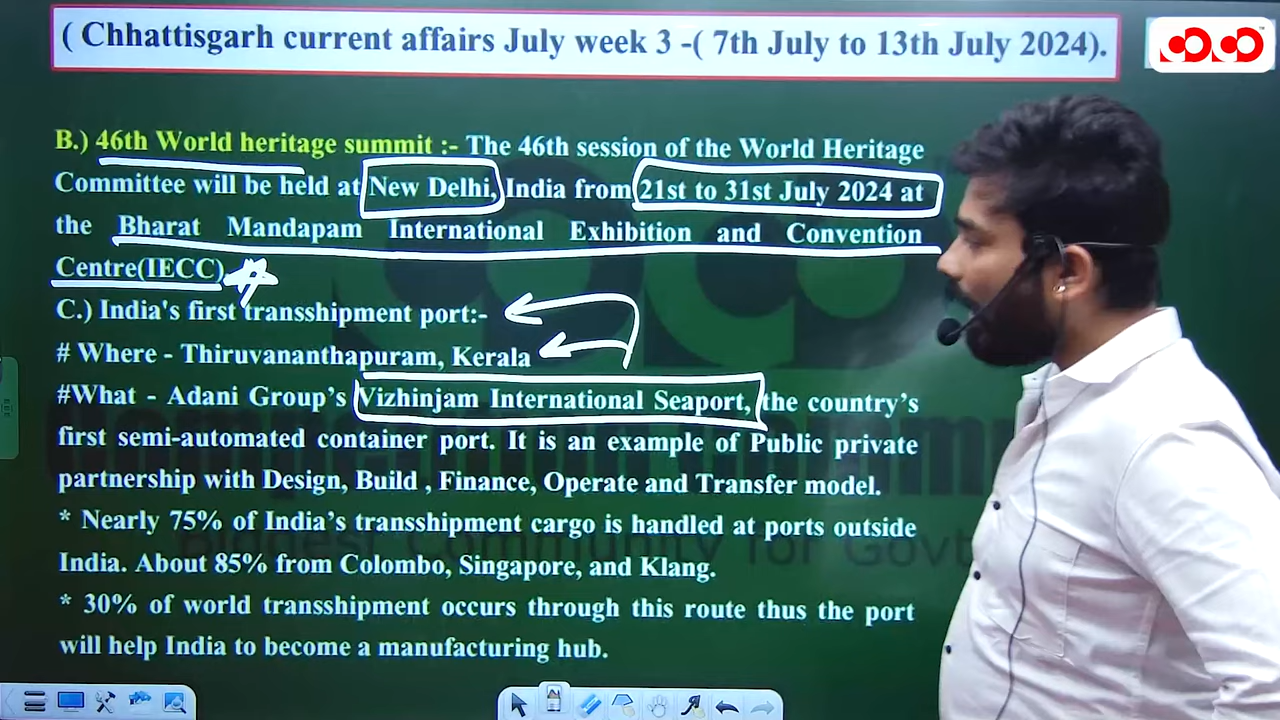 ( Chhattisgarh current affairs July week 3 -( 7th July to 13th July 2024).
B.) 46th World heritage summit :- The 46th session of the World Heritage
Committee will be held at New Delhi, India from 21st to 31st July 2024 at
the Bharat Mandapam International Exhibition and Convention
Centre(IECC)
C.) India's first transshipment port:-
# Where - Thiruvananthapuram, Kerala
#What - Adani Group’s Vizhinjam International Seaport, the country’s
first semi-automated container port. It is an example of Public private
partnership with Design, Build , Finance, Operate and Transfer model.
* Nearly 75% of India’s transshipment cargo is handled at ports outside
India. About 85% from Colombo, Singapore, and Klang.
* 30% of world transshipment occurs through this route thus the port
will help India to become a manufacturing hub.